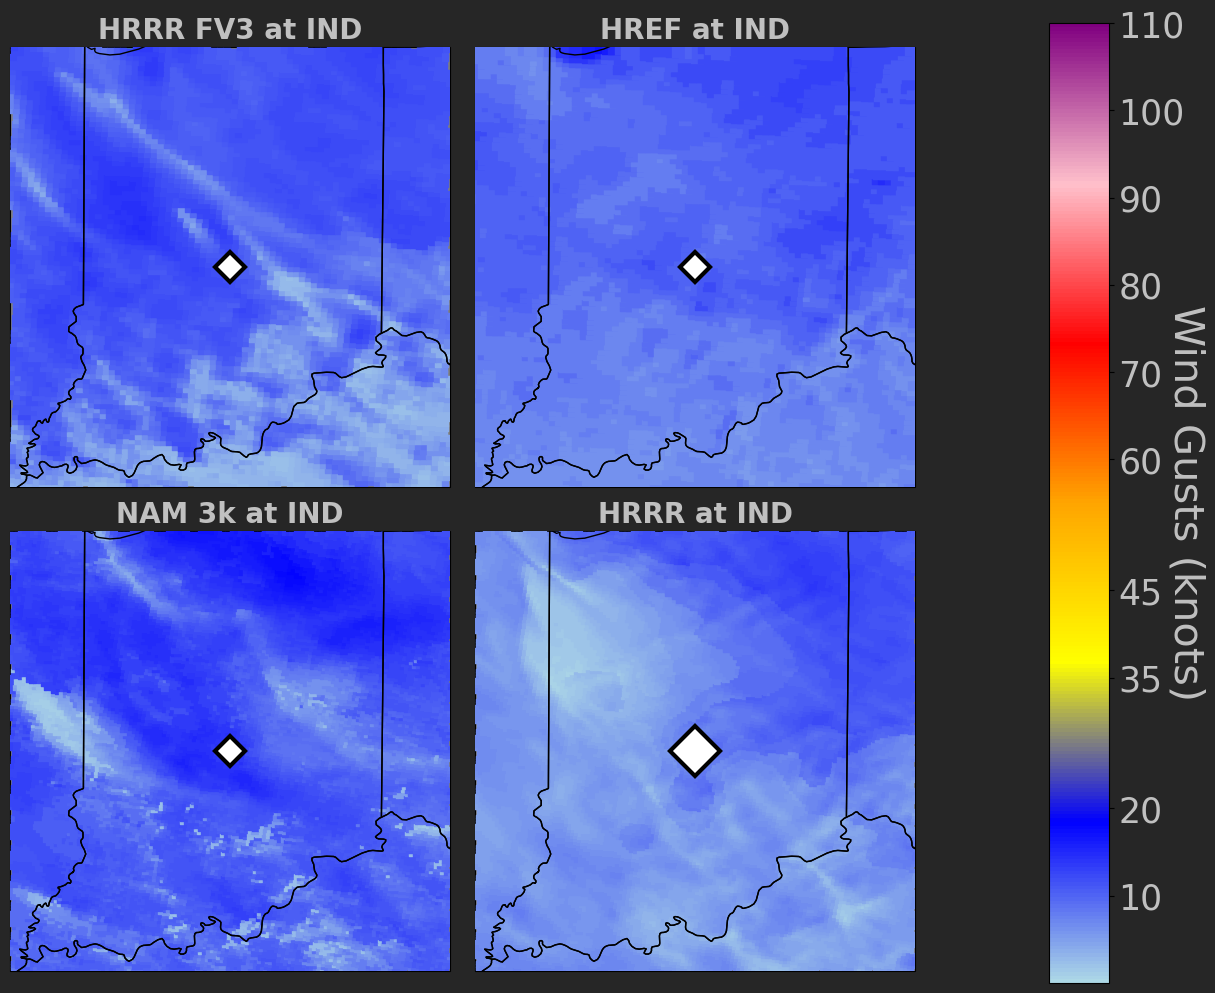 HRRR FV3 at IND
HREF at IND
NAM 3k at IND
HRRR at IND
110
100
90
80
70
60
45
35
20
10
Wind Gusts (knots)